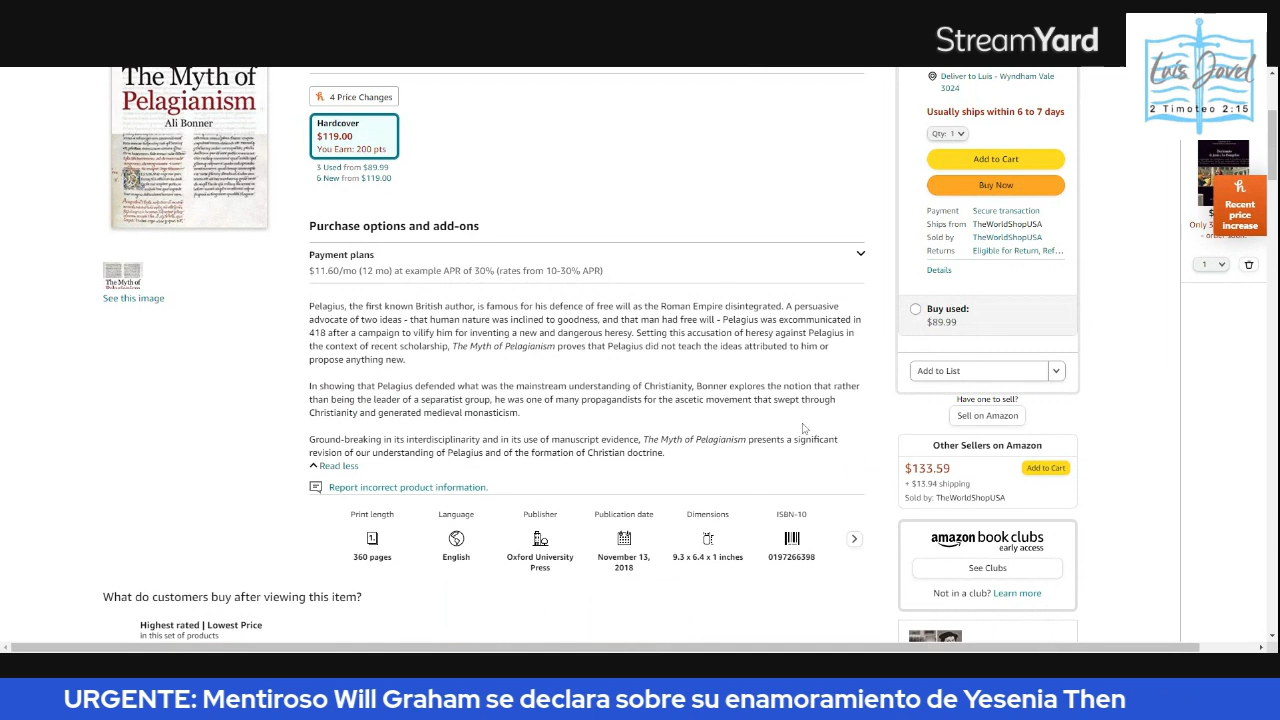 StreamYard
Luis Jovel
2 Timoteo 2:15
The Myth of
Pelagianism
Ali Bonner
See this image
4 Price Changes
Hardcover
$119.00
You Earn: 200 pts
3 Used from $89.99
6 New from $119.00
Purchase options and add-ons
Payment plans
$11.60/mo (12 mo) at example APR of 30% (rates from 10-30% APR)
Pelagius, the first known British author, is famous for his defence of free will as the Roman Empire disintegrated. A persuasive
advocate of two ideas - that human nature was inclined to goodness, and that man had free will - Pelagius was excommunicated in
418 after a campaign to vilify him for inventing a new and dangerous heresy. Setting this accusation of heresy against Pelagius in
the context of recent scholarship, The Myth of Pelagianism proves that Pelagius did not teach the ideas attributed to him or
propose anything new.
In showing that Pelagius defended what was the mainstream understanding of Christianity, Bonner explores the notion that rather
than being the leader of a separatist group, he was one of many propagandists for the ascetic movement that swept through
Christianity and generated medieval monasticism.
Ground-breaking in its interdisciplinarity and in its use of manuscript evidence, The Myth of Pelagianism presents a significant
revision of our understanding of Pelagius and of the formation of Christian doctrine.
Read less
Report incorrect product information.
Print length
360 pages
Language
English
Publisher
Oxford University
Press
Publication date
November 13,
2018
Dimensions
9.3 x 6.4 x 1 inches
ISBN-10
0197266398
What do customers buy after viewing this item?
Highest rated | Lowest Price
in this set of products
Deliver to Luis - Wyndham Vale
3024
Usually ships within 6 to 7 days
Qty: 1
Add to Cart
Buy Now
Payment Secure transaction
Ships from TheWorldShopUSA
Sold by TheWorldShopUSA
Returns Eligible for Return, Ref...
Details
Buy used:
$89.99
Add to List
Have one to sell?
Sell on Amazon
Other Sellers on Amazon
$133.59
Add to Cart
+ $13.94 shipping
Sold by: TheWorldShopUSA
amazon book clubs
early access
See Clubs
Not in a club? Learn more
Recent
price
increase
Only 3
1
URGENTE: Mentiroso Will Graham se declara sobre su enamoramiento de Yesenia Then